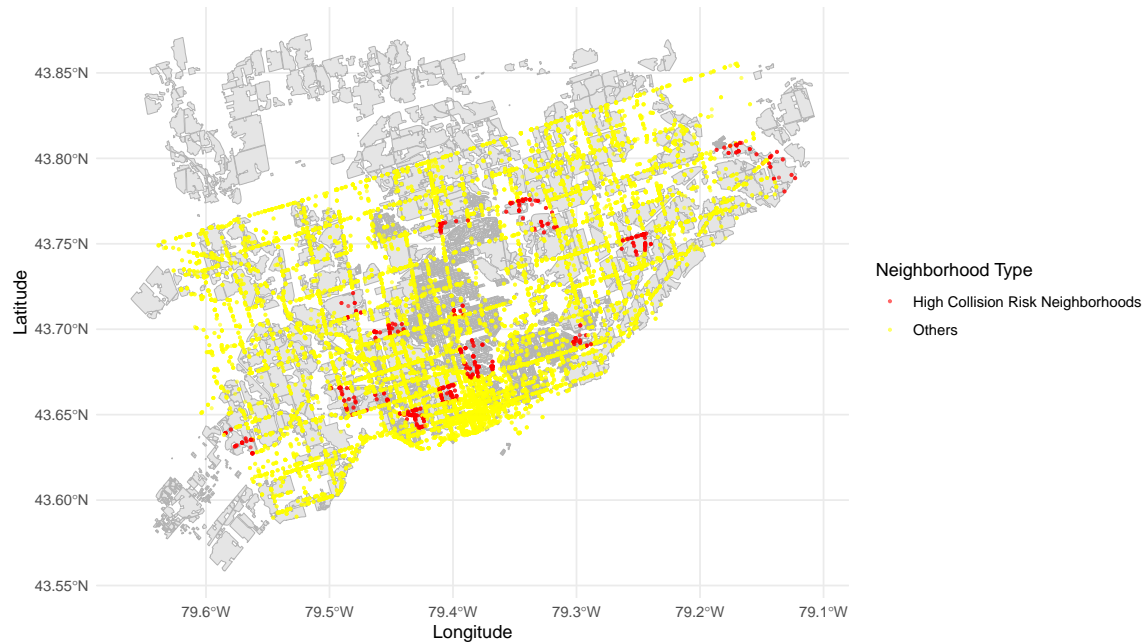 43.85°N
43.80°N
43.75°N
43.70°N
43.65°N
43.60°N
43.55°N
Latitude
79.6°W
79.5°W
79.4°W
79.3°W
79.2°W
79.1°W
Longitude
Neighborhood Type
High Collision Risk Neighborhoods
Others